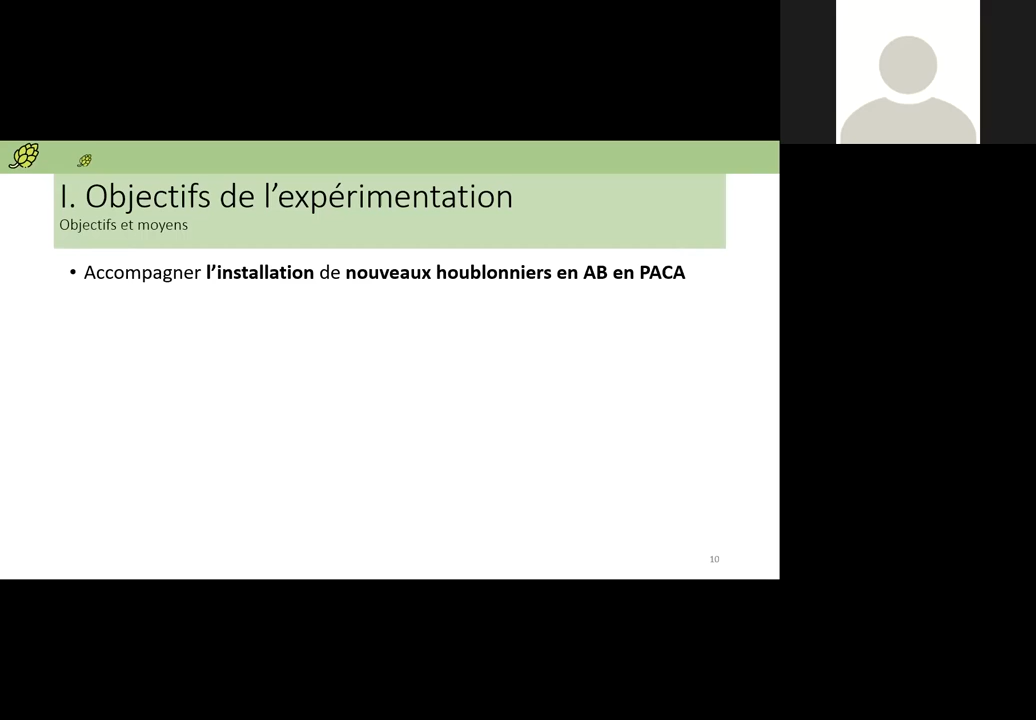 I. Objectifs de l’expérimentation
Objectifs et moyens
• Accompagner l’installation de nouveaux houblonniers en AB en PACA
10